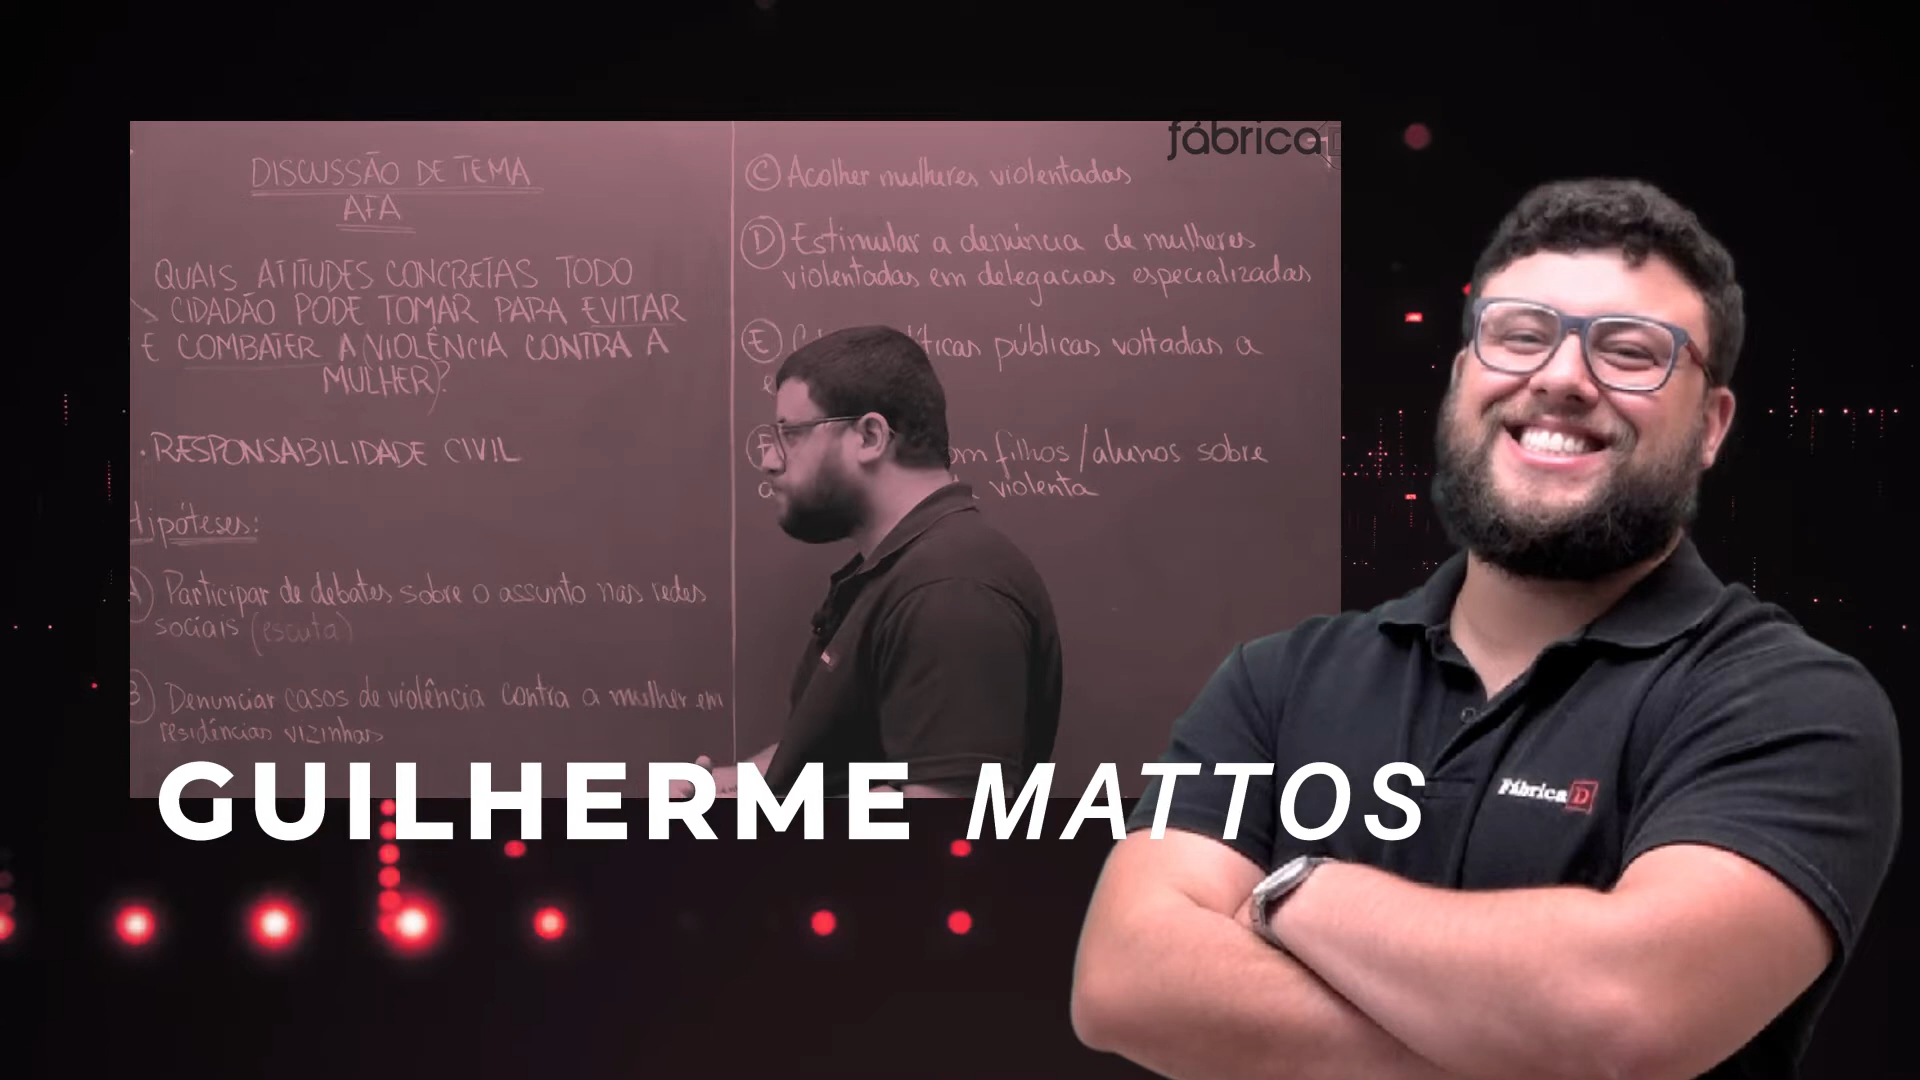 fábrica
DISCUSSÃO DE TEMA
AFA
QUAIS ATITUDES CONCRETAS TODO
CIDADÃO PODE TOMAR PARA EVITAR
E COMBATER A VIOLÊNCIA CONTRA A
MULHER?
• RESPONSABILIDADE CIVIL
Hipóteses:
A) Participar de debates sobre o assunto nas redes
sociais (escuta)
B) Denunciar casos de violência contra a mulher em
residências vizinhas
C Acolher mulheres violentadas
D Estimular a denúncia de mulheres
violentadas em delegacias especializadas
E públicas voltadas a
filhos/alunos sobre
violenta
GUILHERME MATTOS
Fábrica D